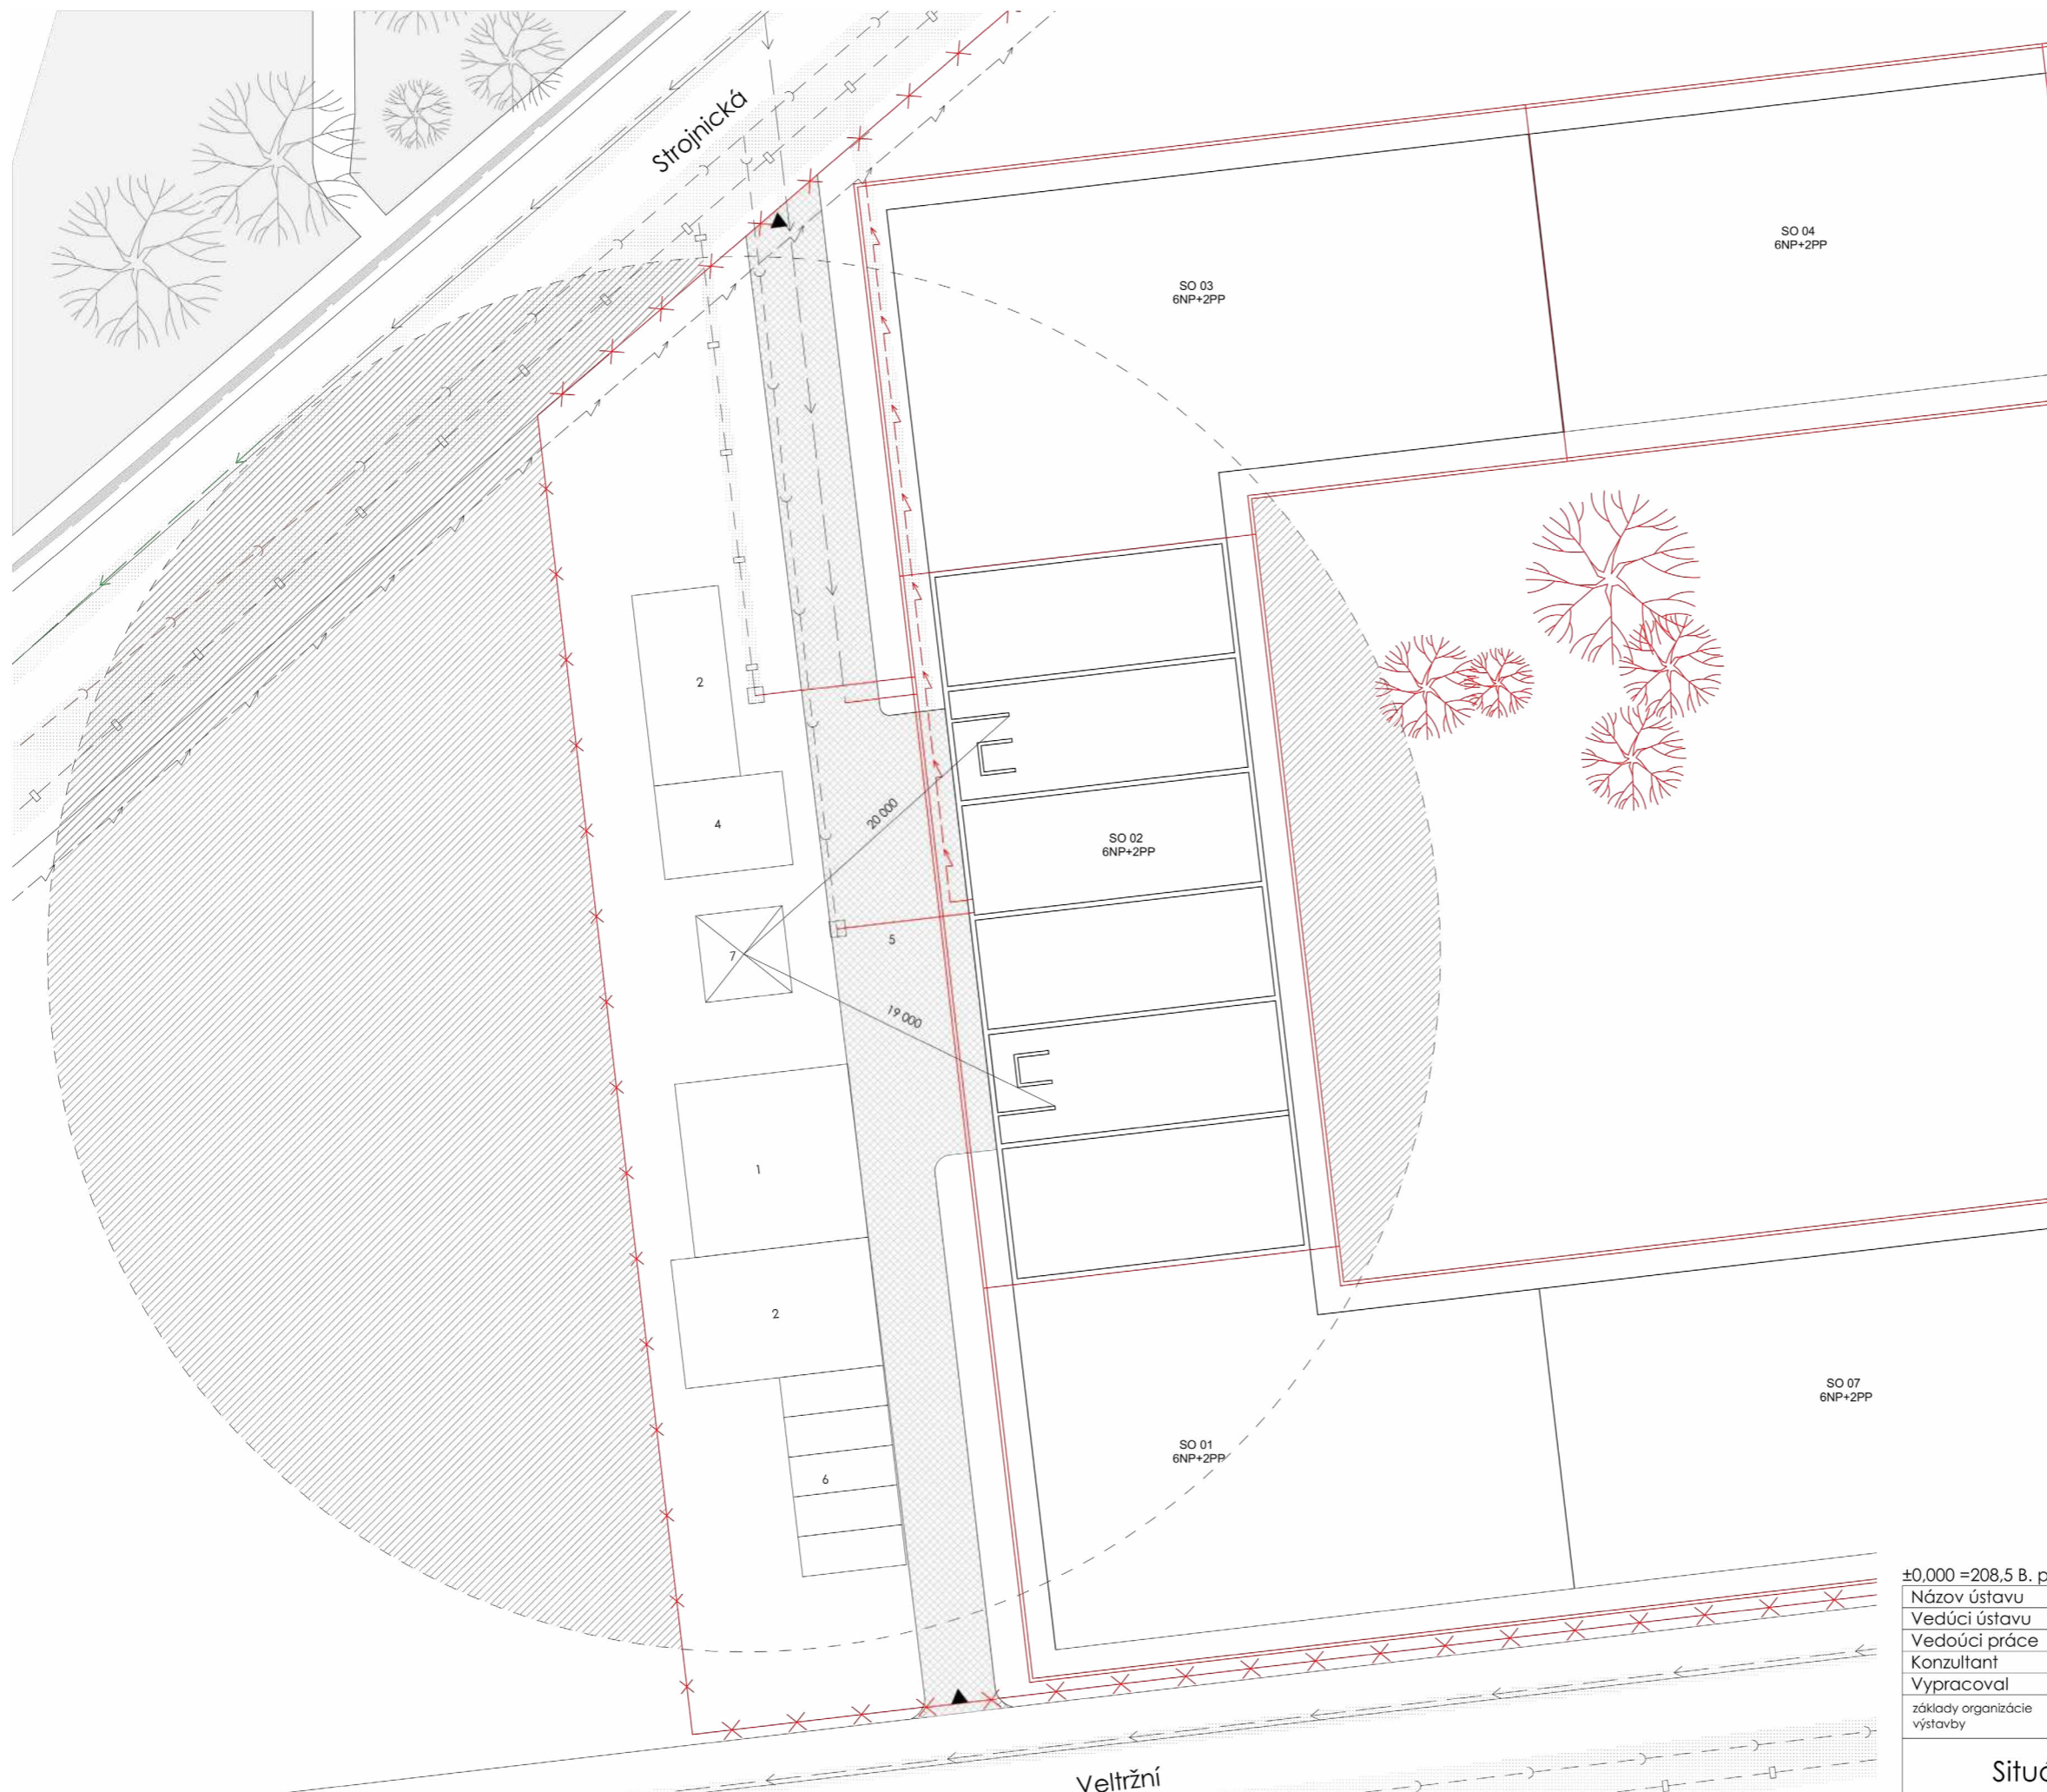 Strojnická
SO 04
6NP+2PP
SO 03
6NP+2PP
2
20 000
4
SO 02
6NP+2PP
5
7
19 000
1
2
SO 07
6NP+2PP
SO 01
6NP+2PP
6
±0,000 =208,5 B. p
Názov ústavu
Vedúci ústavu
Vedoúci práce
Konzultant
Vypracoval
základy organizácie
výstavby
Situa
Veltržní